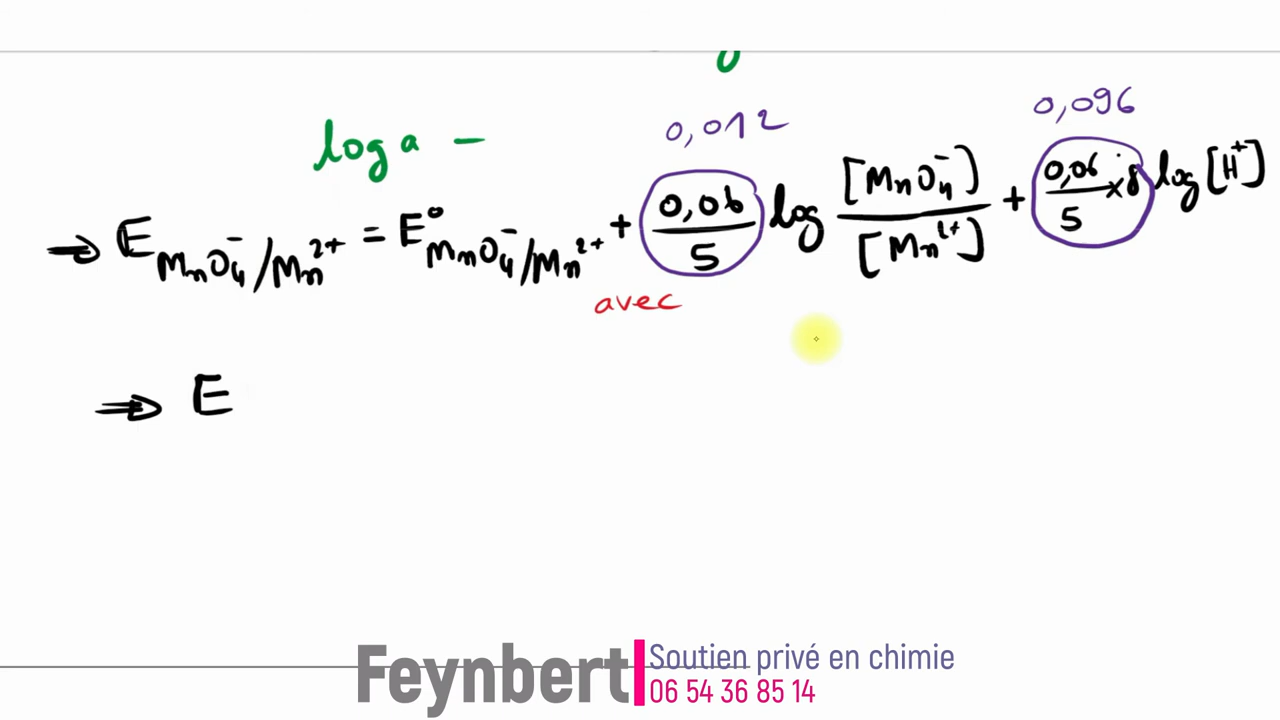 0,012
0,096
log a -
⇒ E MnO₄⁻/Mn²⁺ = E⁰ MnO₄⁻/Mn²⁺ + 0,06/5 log [MnO₄⁻]/[Mn²⁺] + 0,06/5 × 8 log [H⁺]
avec
⇒ E
Feynbert
Soutien privé en chimie
06 54 36 85 14